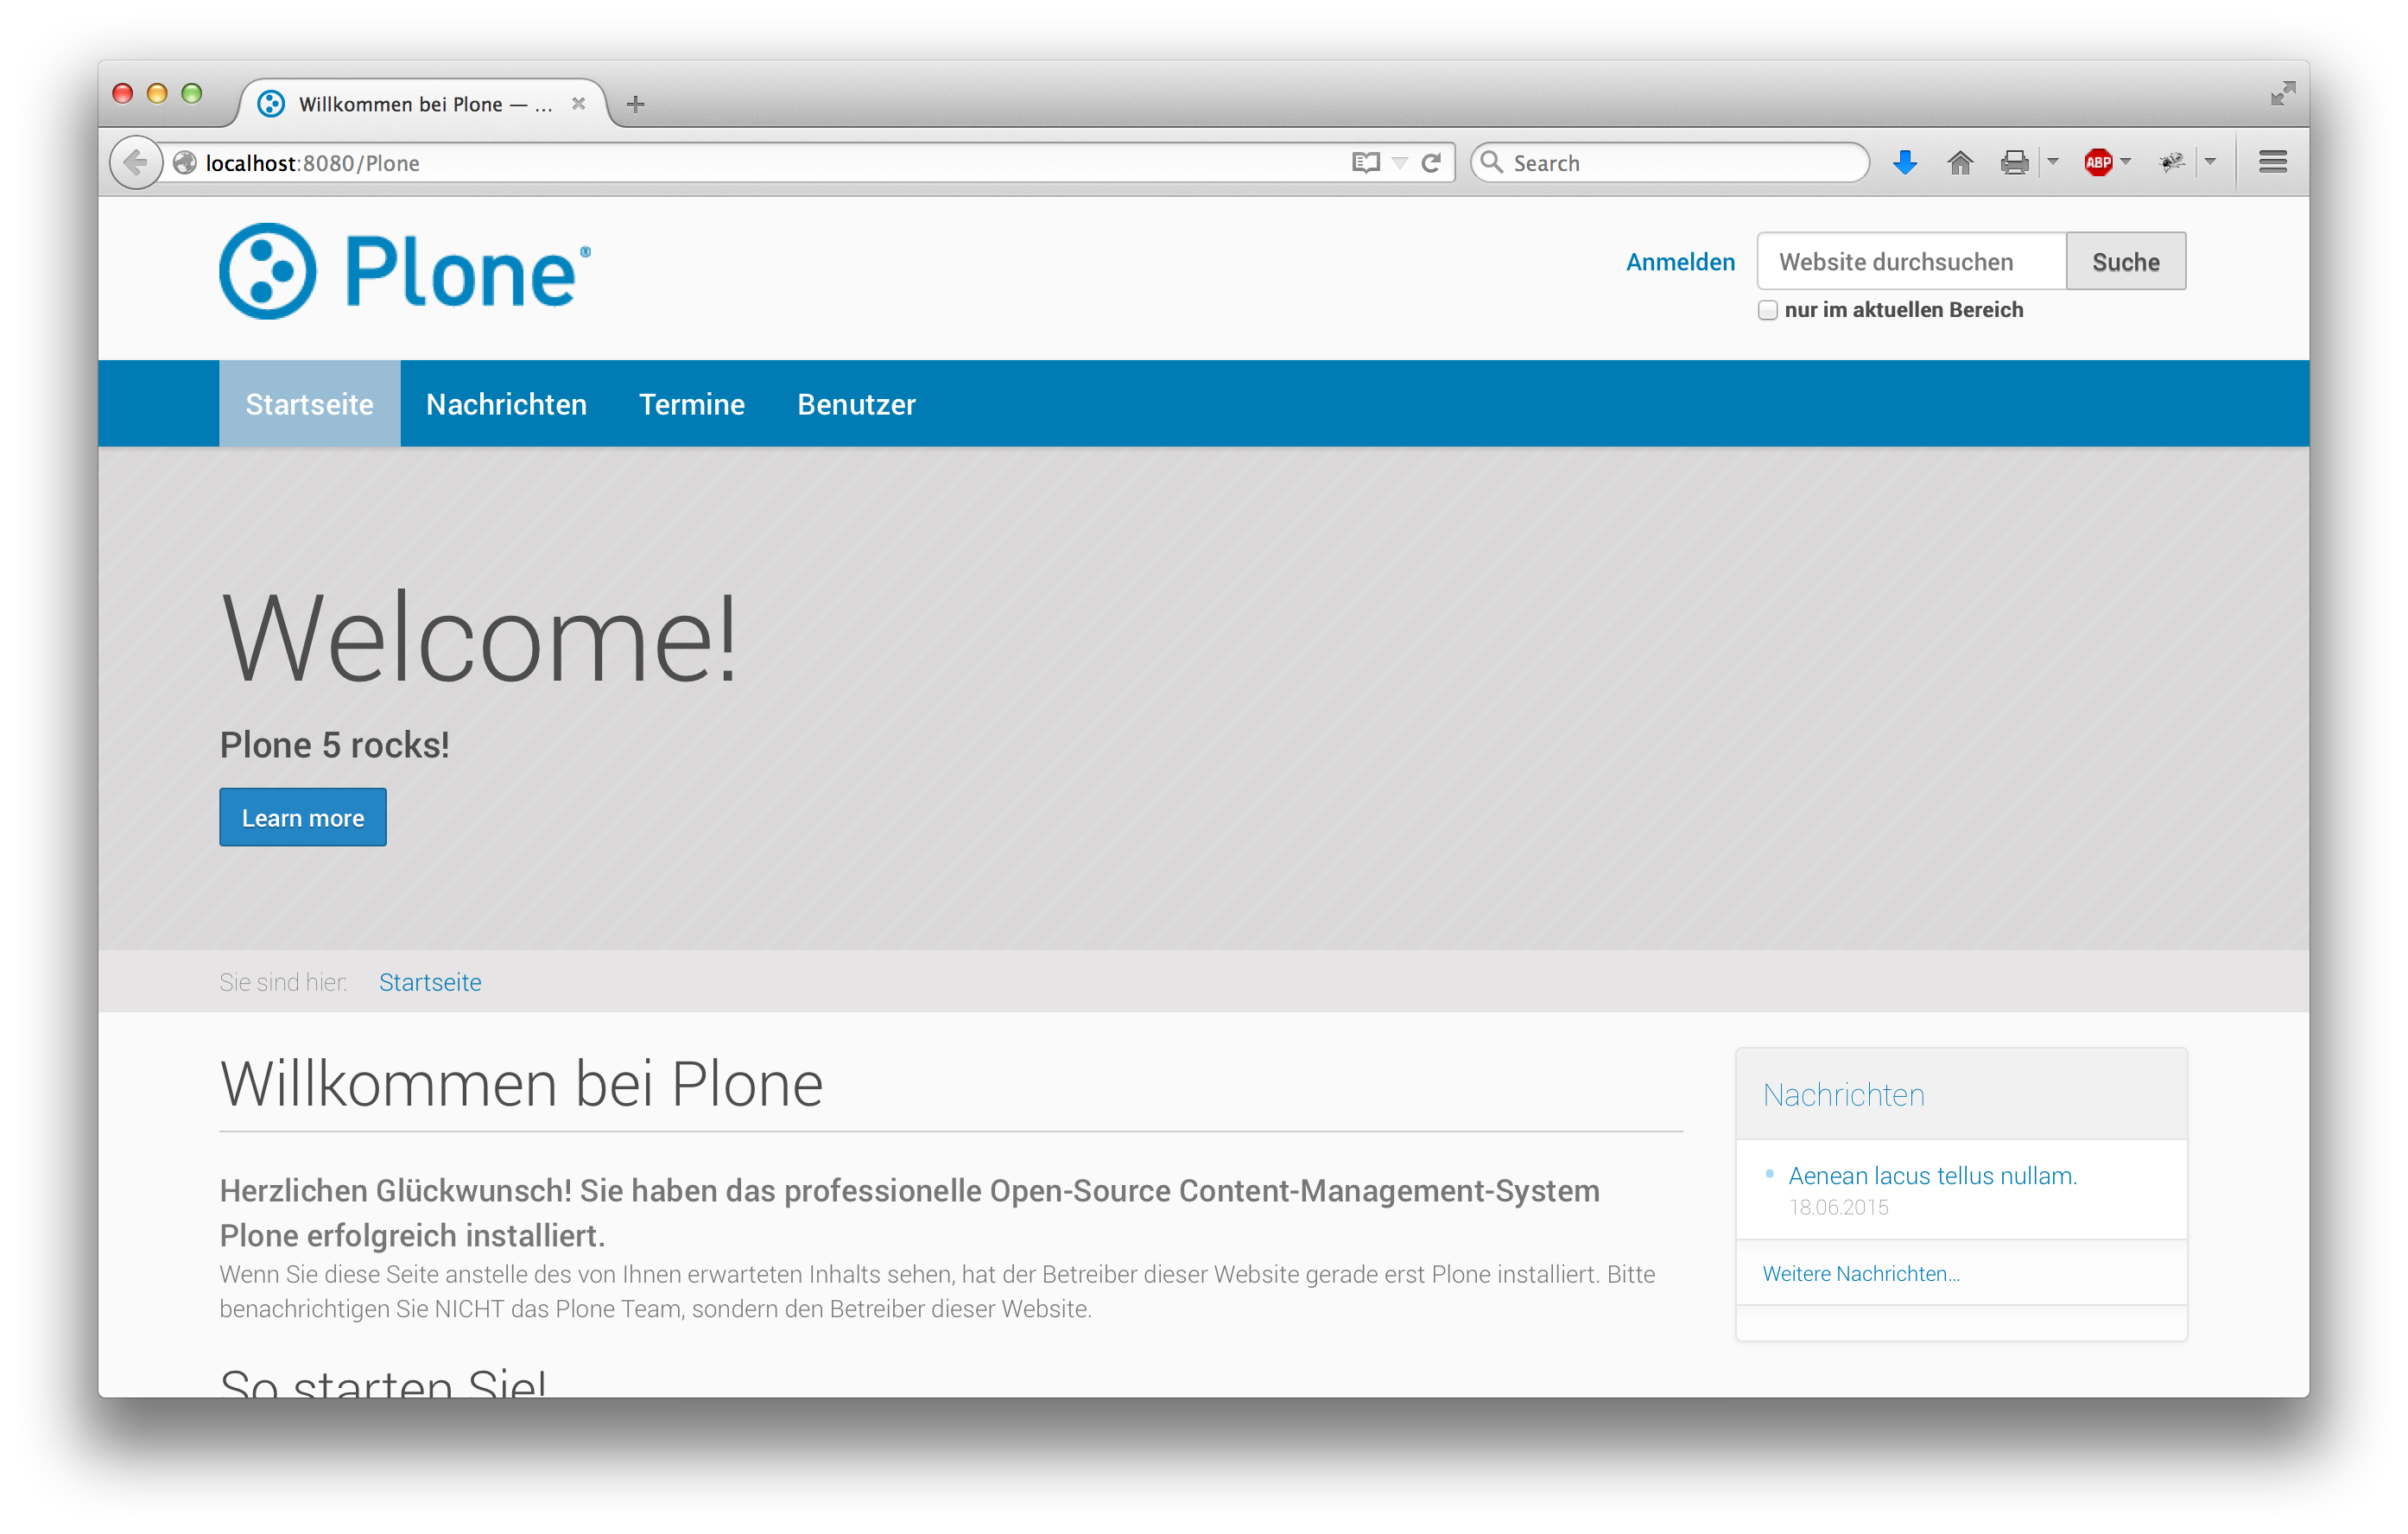 Willkommen bei Plone — ...
localhost:8080/Plone
Search
ABP
Plone®
Anmelden
Website durchsuchen
Suche
nur im aktuellen Bereich
Startseite Nachrichten Termine Benutzer
Welcome!
Plone 5 rocks!
Learn more
Sie sind hier: Startseite
Willkommen bei Plone
Herzlichen Glückwunsch! Sie haben das professionelle Open-Source Content-Management-System
Plone erfolgreich installiert.
Wenn Sie diese Seite anstelle des von Ihnen erwarteten Inhalts sehen, hat der Betreiber dieser Website gerade erst Plone installiert. Bitte
benachrichtigen Sie NICHT das Plone Team, sondern den Betreiber dieser Website.
So starten Sie!
Nachrichten
Aenean lacus tellus nullam.
18.06.2015
Weitere Nachrichten...